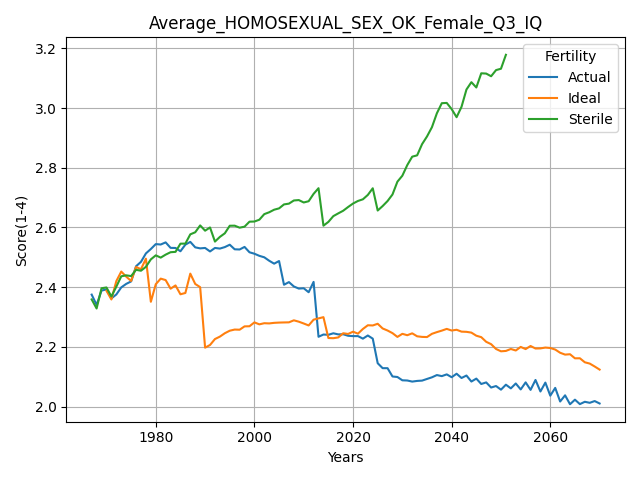 Average_HOMOSEXUAL_SEX_OK_Female_Q3_IQ
3.2
3.0
2.8
2.6
2.4
2.2
2.0
Score(1-4)
Fertility
Actual
Ideal
Sterile
1980
2000
2020
2040
2060
Years